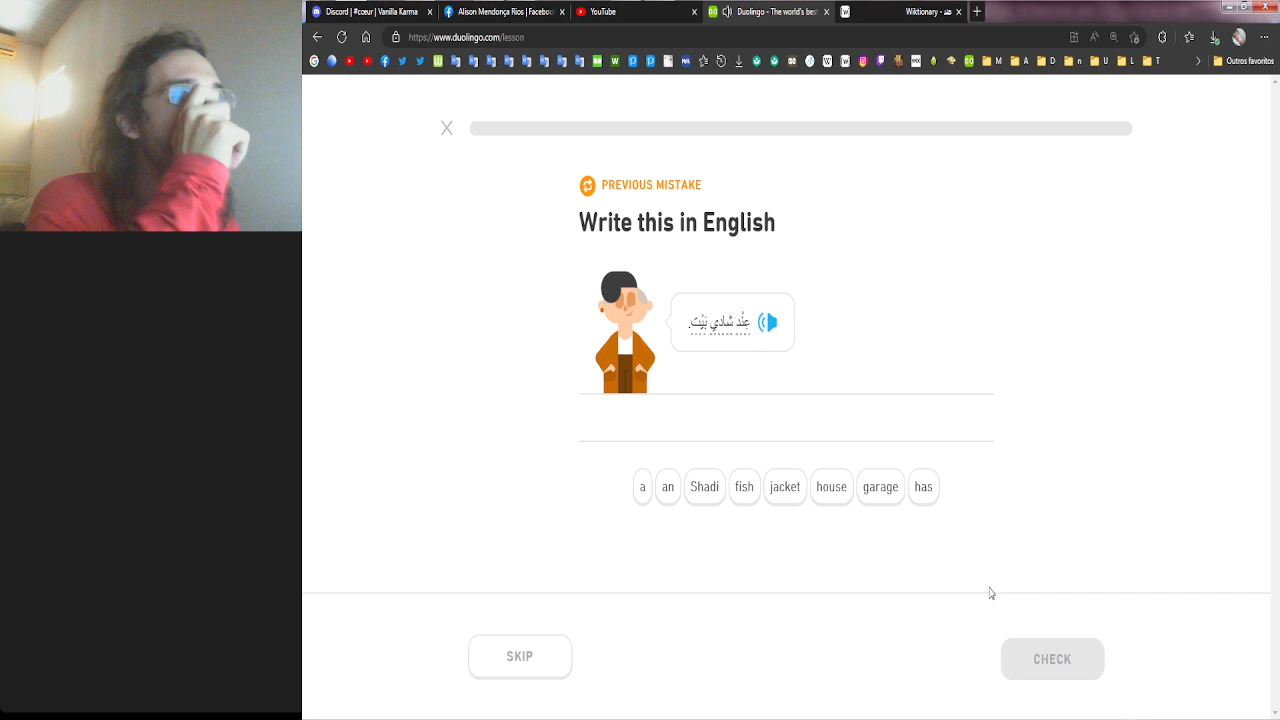 Discord | #cœur | Vanilla Karma
Alison Mendonça | Faceboo
YouTube
Duolingo - The world's best
Wiktionary
https://www.duolingo.com/lesson
M
D
n
U
L
T
Outros favoritos
PREVIOUS MISTAKE
Write this in English
عِنْد شادي بَيْت.
a an Shadi fish jacket house garage has
SKIP
CHECK